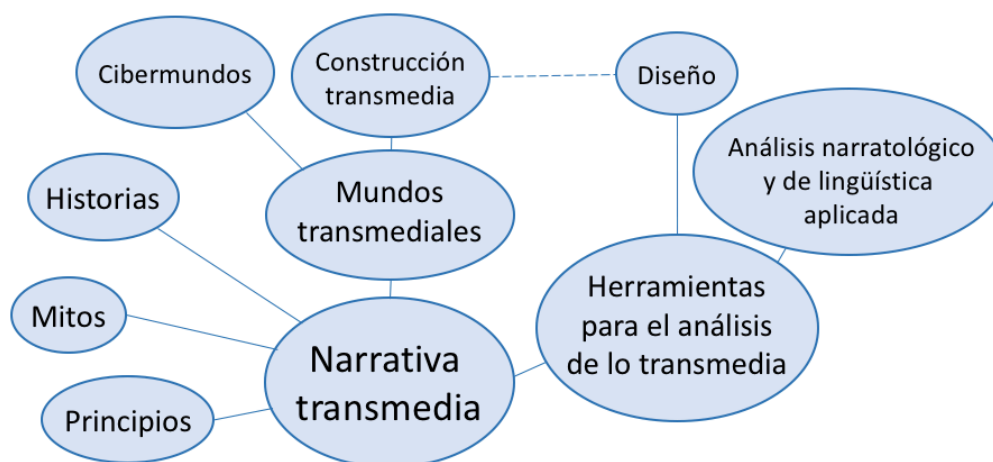 Cibermundos
Construcción
transmedia
Diseño
Análisis narratológico
y de lingüística
aplicada
Historias
Mundos
transmediales
Mitos
Herramientas
para el análisis
de lo transmedia
Narrativa
transmedia
Principios